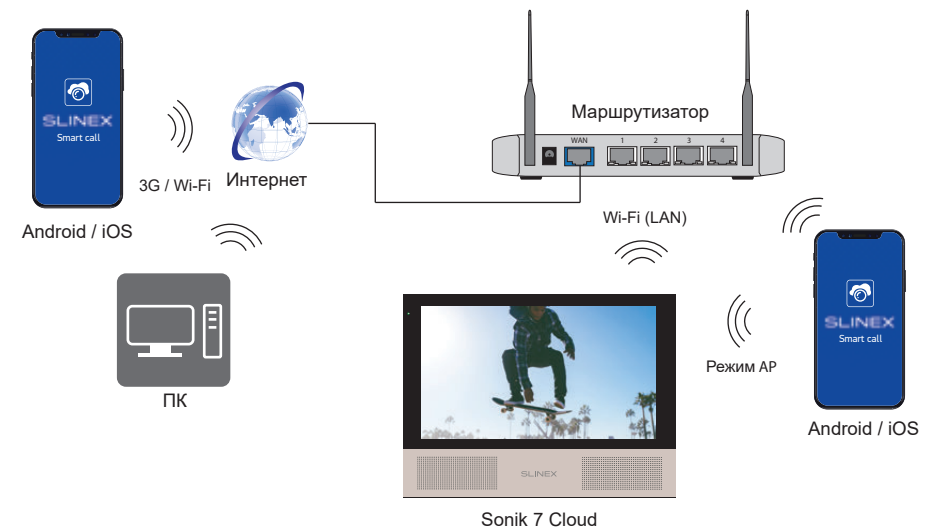 SLINEX
Smart call
3G / Wi-Fi
Android / iOS
Интернет
Маршрутизатор
WAN
1
2
3
4
Wi-Fi (LAN)
ПК
SLINEX
Sonik 7 Cloud
Режим AP
SLINEX
Smart call
Android / iOS